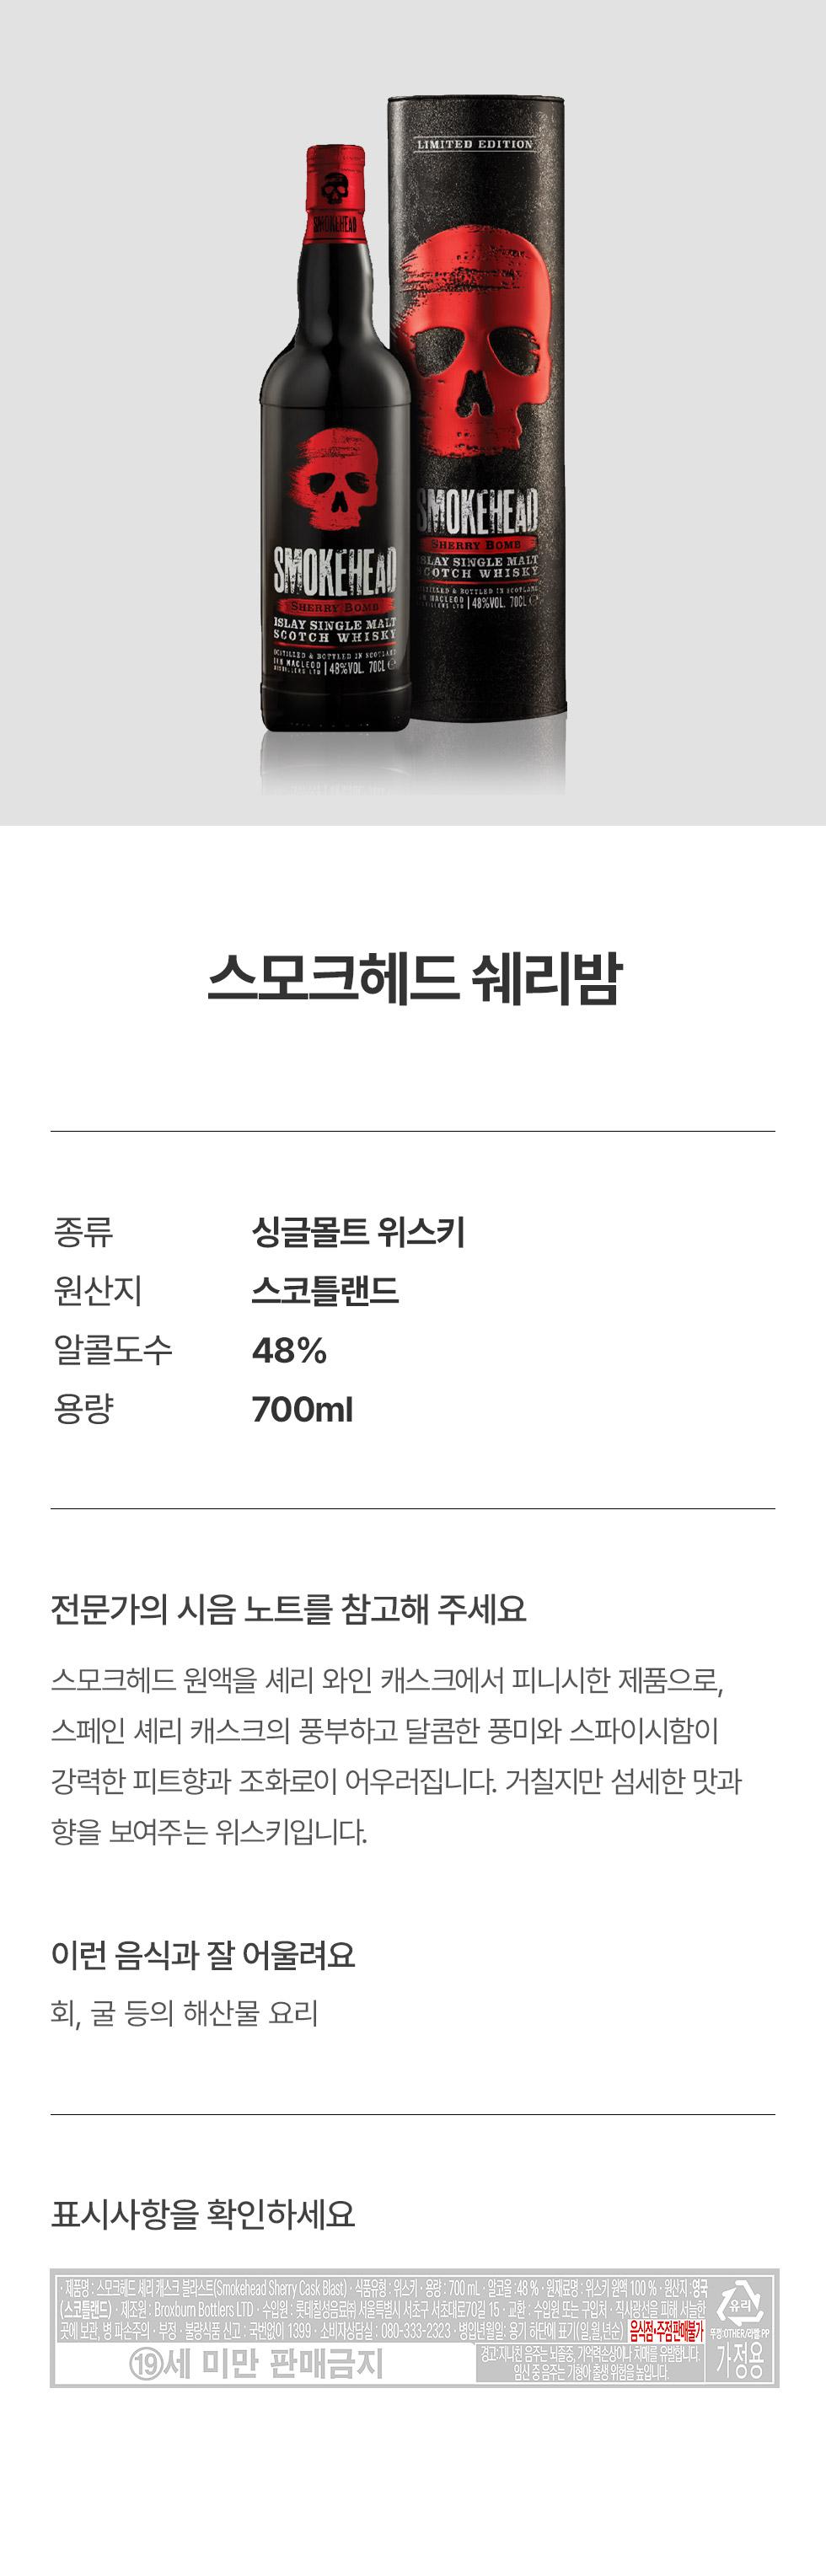 LIMITED EDITION
SMOKEHEAD
SMOKEHEAD
SHERRY BOMB
ISLAY SINGLE MALT
SCOTCH WHISKY
DISTILLED & BOTTLED IN SCOTLAND
IAN MACLEOD
DISTILLERS LTD | 48%VOL. 70CL
SMOKEHEAD
SHERRY BOMB
ISLAY SINGLE MALT
SCOTCH WHISKY
DISTILLED & BOTTLED IN SCOTLAND
IAN MACLEOD
DISTILLERS LTD | 48%VOL. 70CL
스모크헤드 쉐리밤
종류 싱글몰트 위스키
원산지 스코틀랜드
알콜도수 48%
용량 700ml
전문가의 시음 노트를 참고해 주세요
스모크헤드 원액을 셰리 와인 캐스크에서 피니시한 제품으로,
스페인 셰리 캐스크의 풍부하고 달콤한 풍미와 스파이시함이
강력한 피트향과 조화로이 어우러집니다. 거칠지만 섬세한 맛과
향을 보여주는 위스키입니다.
이런 음식과 잘 어울려요
회, 굴 등의 해산물 요리
표시사항을 확인하세요
· 제품명 : 스모크헤드 셰리 캐스크 블라스트(Smokehead Sherry Cask Blast) · 식품유형 : 위스키 · 용량 : 700 mL · 알코올 : 48 % · 원재료명 : 위스키 원액 100 % · 원산지 : 영국
(스코틀랜드) · 제조원 : Broxburn Bottlers LTD · 수입원 : 롯데칠성음료㈜ 서울특별시 서초구 서초대로70길 15 · 교환 : 수입원 또는 구입처 · 직사광선을 피해 서늘한
곳에 보관, 병 파손주의 · 부정 · 불량식품 신고 : 국번없이 1399 · 소비자상담실 : 080-333-2323 · 병입년월일: 용기 하단에 표기(일,월,년순) 음식점•주점 판매불가
유리
뚜껑:OTHER/라벨:PP
가정용
⑲세 미만 판매금지
경고:지나친 음주는 뇌졸중, 기억력손상이나 치매를 유발합니다.
임신 중 음주는 기형아 출생 위험을 높입니다.